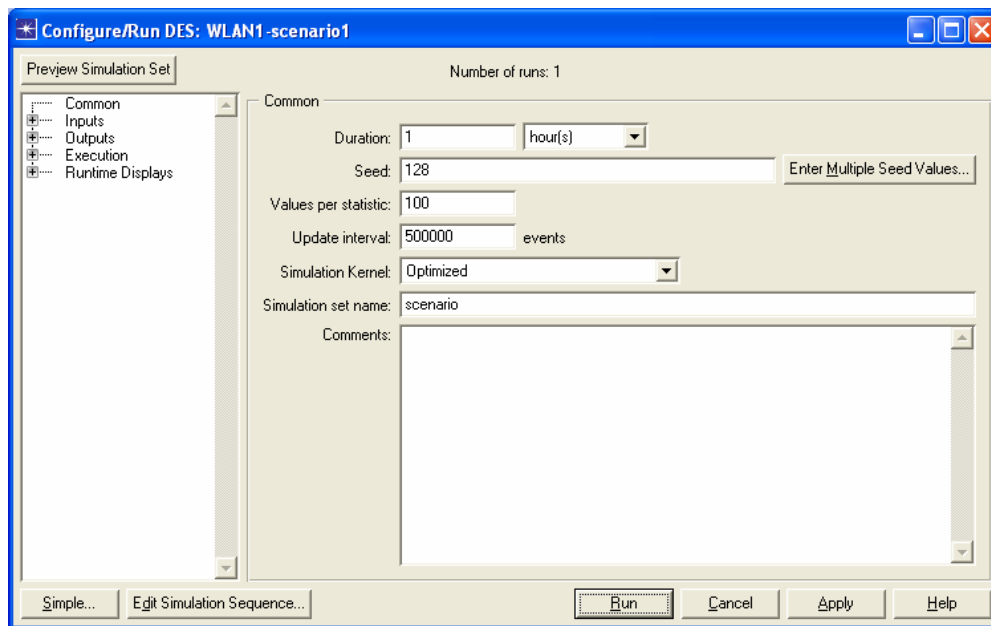 Configure/Run DES: WLAN1-scenario1
Preview Simulation Set
Number of runs: 1
Common
Inputs
Outputs
Execution
Runtime Displays
Common
Duration: 1 hour(s)
Seed: 128 Enter Multiple Seed Values...
Values per statistic: 100
Update interval: 500000 events
Simulation Kernel: Optimized
Simulation set name: scenario
Comments:
Simple... Edit Simulation Sequence... Run Cancel Apply Help